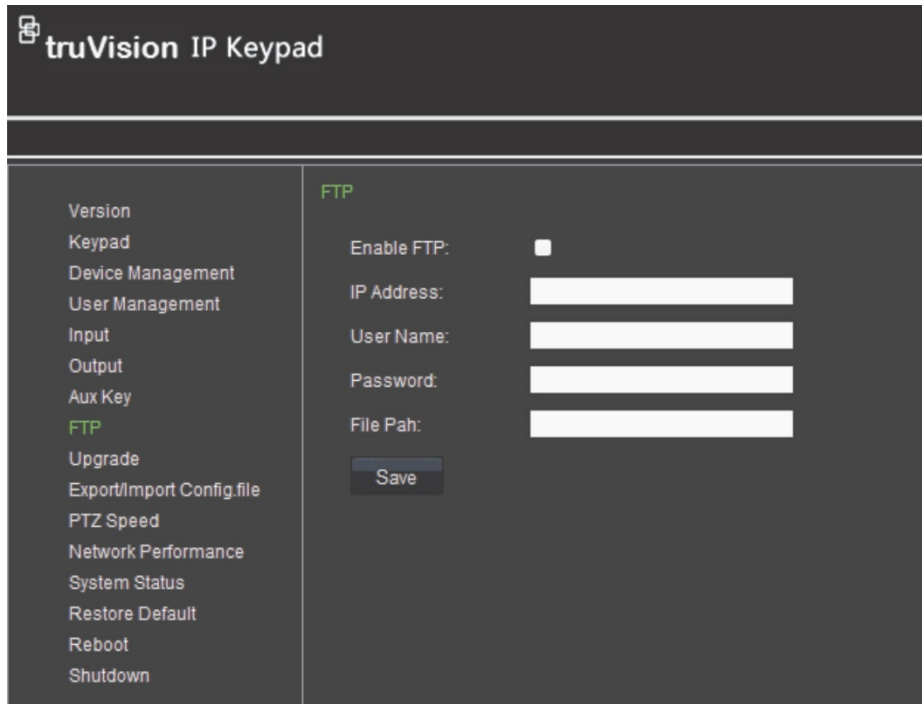 truVision IP Keypad
Version
Keypad
Device Management
User Management
Input
Output
Aux Key
FTP
Upgrade
Export/Import Config.file
PTZ Speed
Network Performance
System Status
Restore Default
Reboot
Shutdown
FTP
Enable FTP:
IP Address:
User Name:
Password:
File Pah:
Save